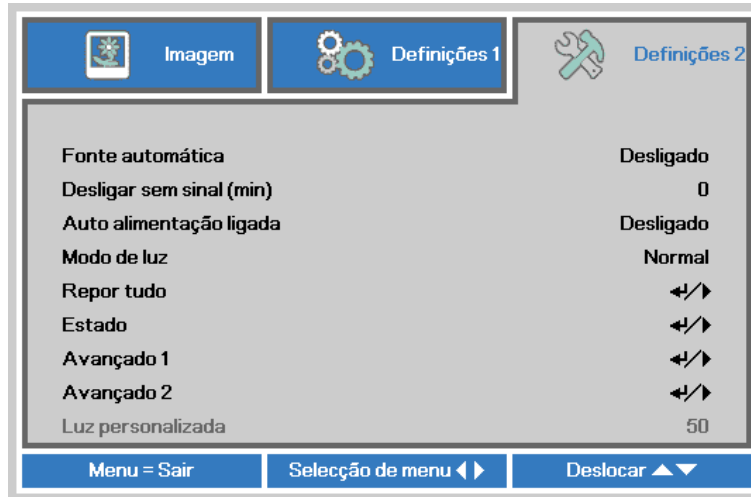 Imagem
Definições 1
Definições 2
Fonte automática Desligado
Desligar sem sinal (min) 0
Auto alimentação ligada Desligado
Modo de luz Normal
Repor tudo
Estado
Avançado 1
Avançado 2
Luz personalizada 50
Menu = Sair
Selecção de menu
Deslocar